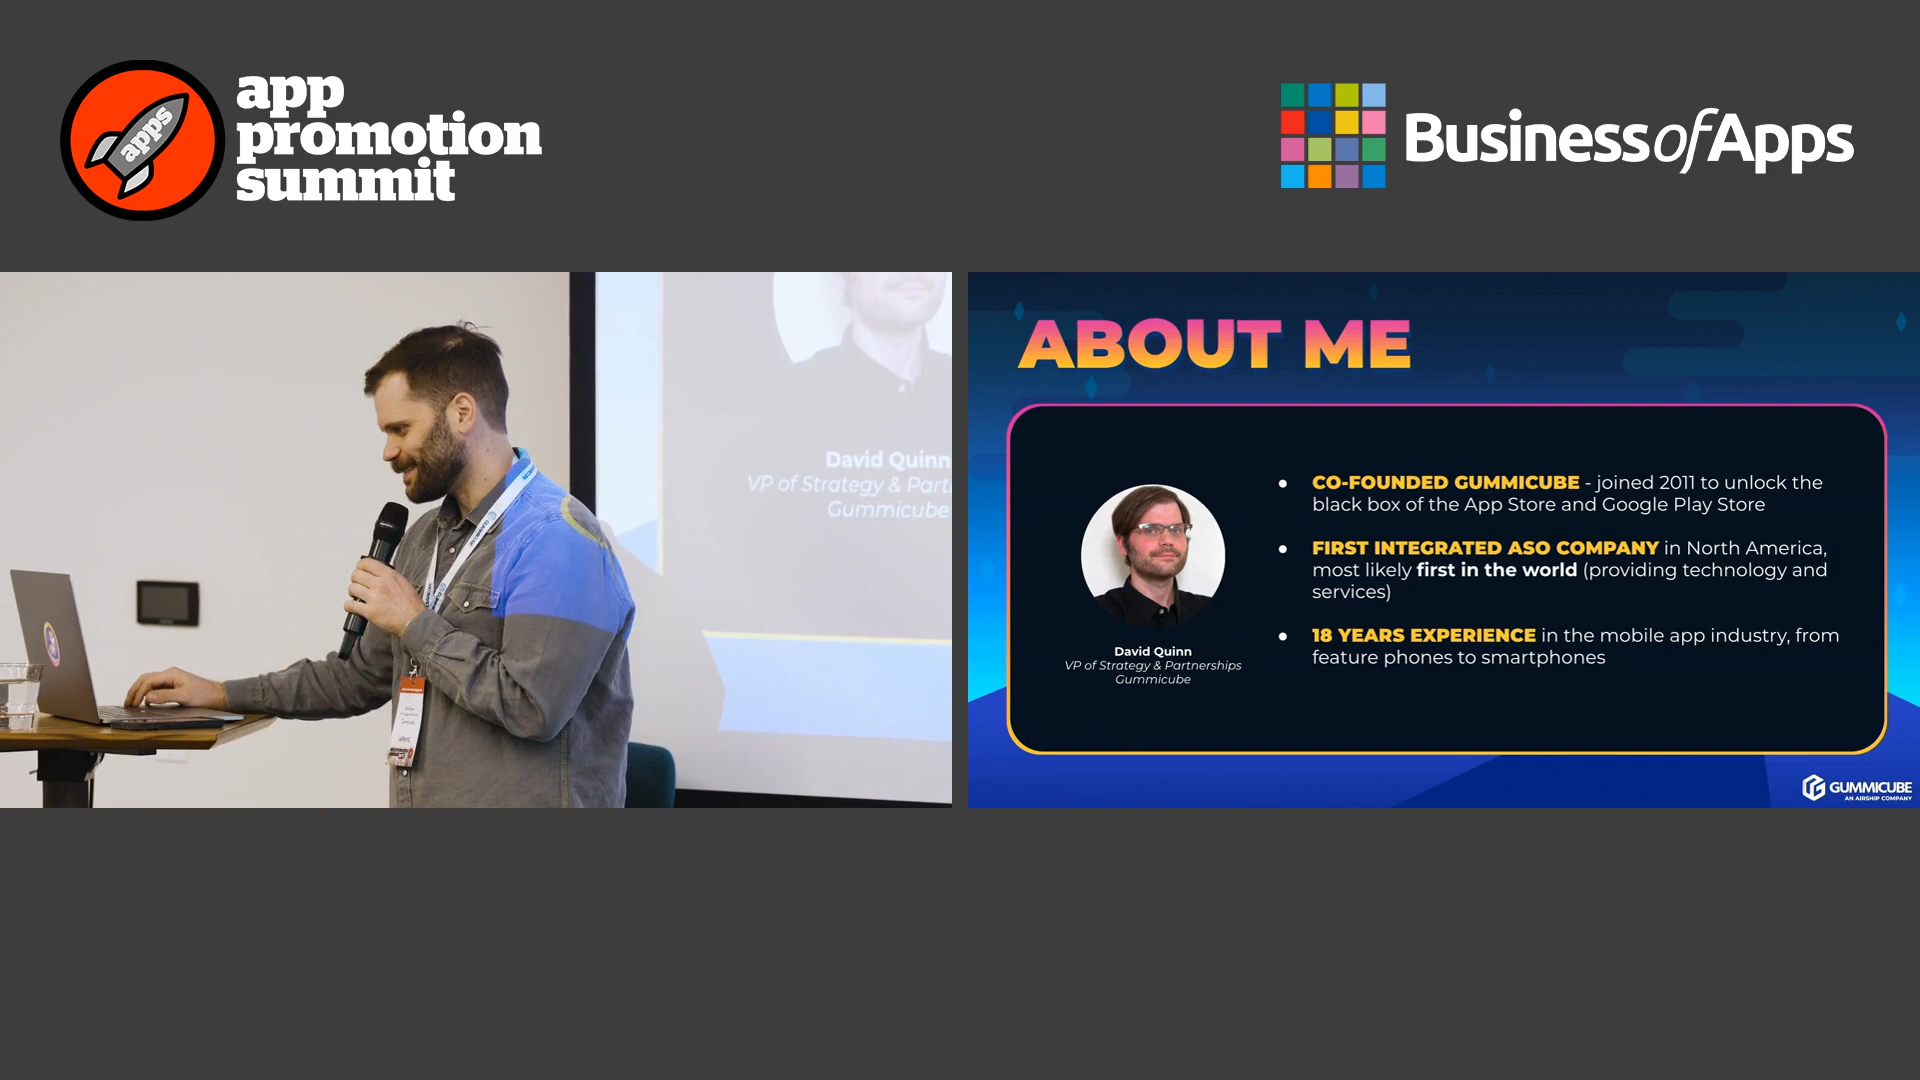 apps
app
promotion
summit
BusinessofApps
David Quinn
VP of Strategy & Part
Gummicube
ABOUT ME
• CO-FOUNDED GUMMICUBE - joined 2011 to unlock the
black box of the App Store and Google Play Store
• FIRST INTEGRATED ASO COMPANY in North America,
most likely first in the world (providing technology and
services)
• 18 YEARS EXPERIENCE in the mobile app industry, from
feature phones to smartphones
David Quinn
VP of Strategy & Partnerships
Gummicube
GUMMICUBE
AN AIRSHIP COMPANY